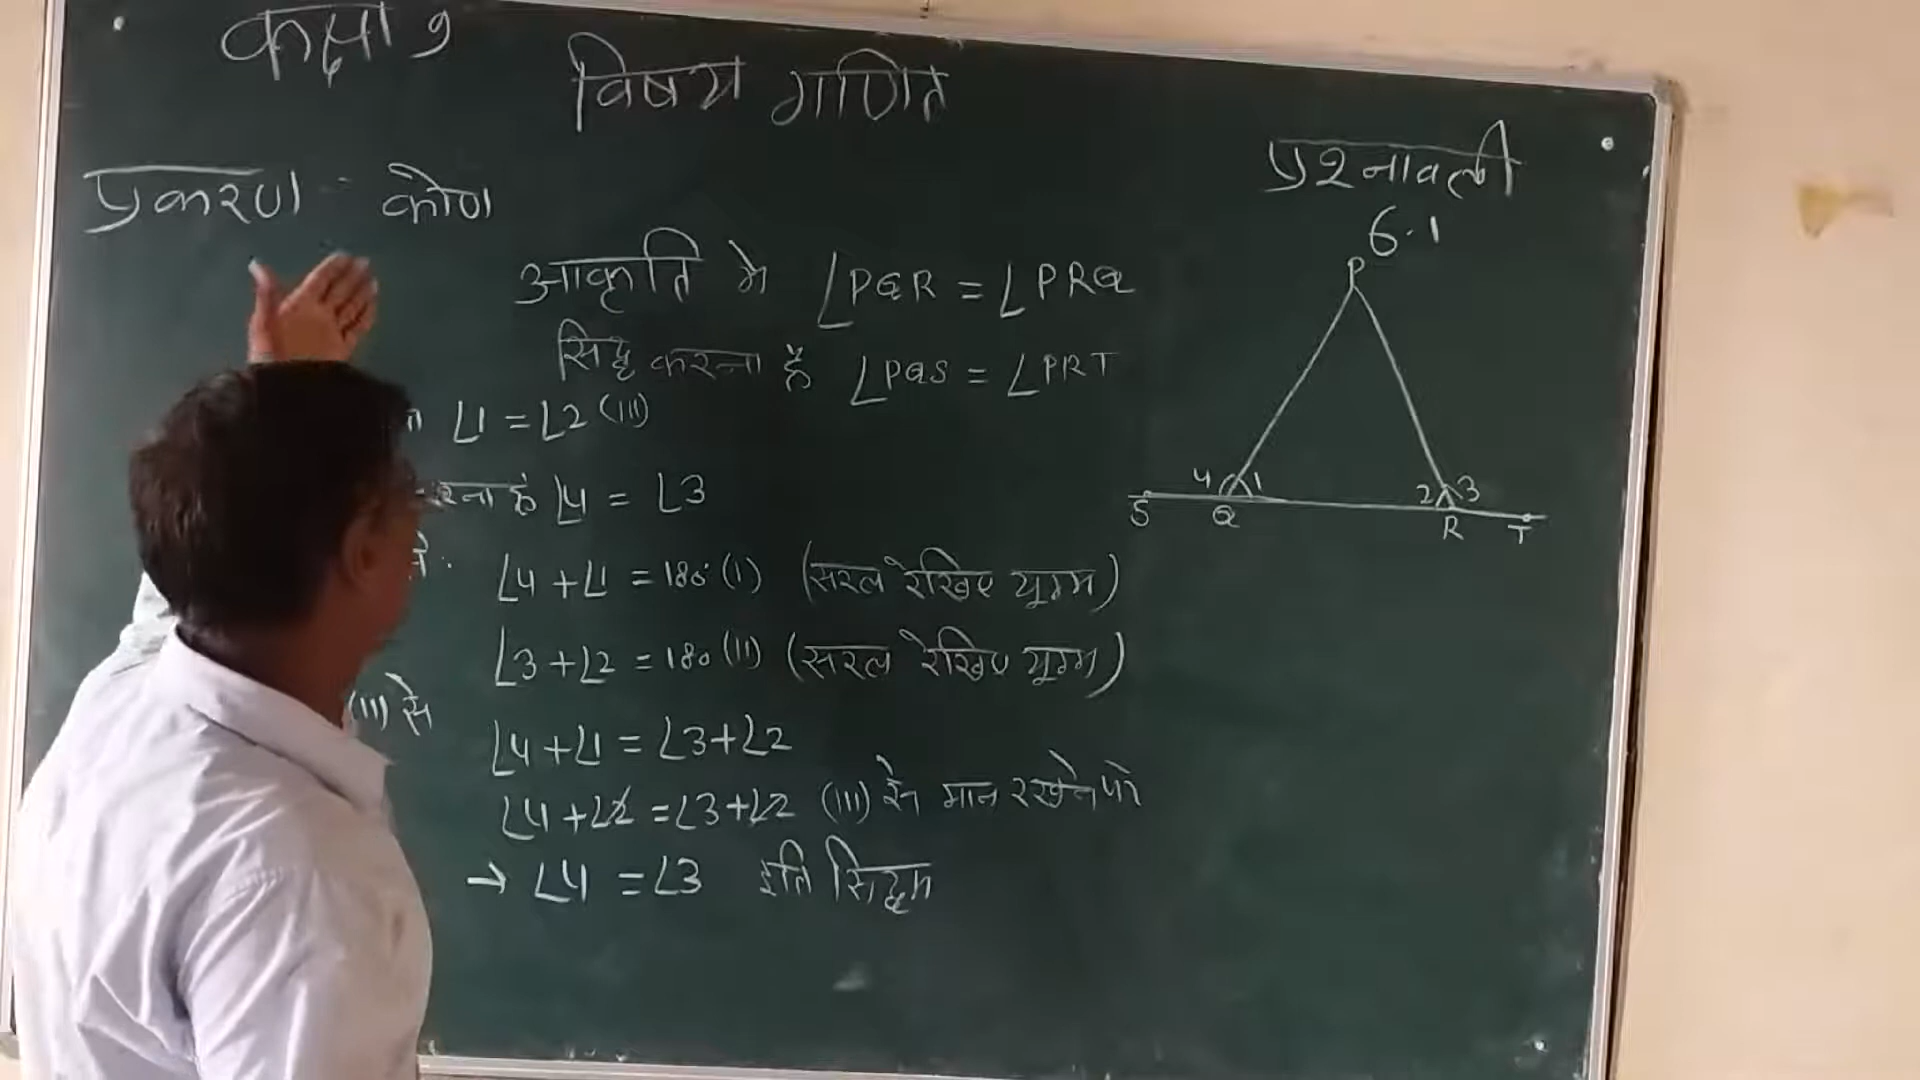 कक्षा 9
विषय गणित
प्रकरण - कोण
प्रश्नावली
6.1
आकृति मे ∠PQR = ∠PRQ
सिद्ध करना है ∠PQS = ∠PRT
∠1 = ∠2 (III)
है ∠4 = ∠3
∠4 + ∠1 = 180° (I) (सरल रेखिए युग्म)
∠3 + ∠2 = 180 (II) (सरल रेखिए युग्म)
(II) से
∠4 + ∠1 = ∠3 + ∠2
∠4 + ∠2 = ∠3 + ∠2 (III) से मान रखने पर
→ ∠4 = ∠3 इति सिद्धम
P
4 1 2 3
S Q R T